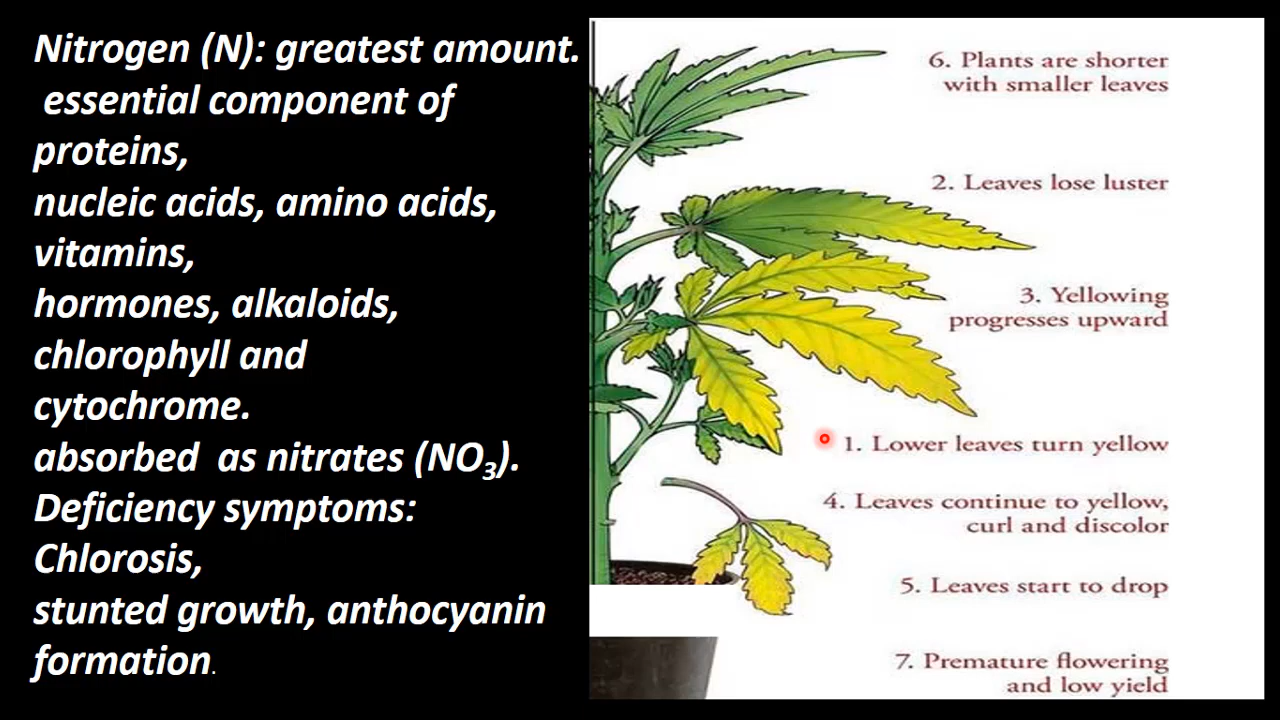 Nitrogen (N): greatest amount.
essential component of
proteins,
nucleic acids, amino acids,
vitamins,
hormones, alkaloids,
chlorophyll and
cytochrome.
absorbed as nitrates (NO₃).
Deficiency symptoms:
Chlorosis,
stunted growth, anthocyanin
formation.
6. Plants are shorter
with smaller leaves
2. Leaves lose luster
3. Yellowing
progresses upward
1. Lower leaves turn yellow
4. Leaves continue to yellow,
curl and discolor
5. Leaves start to drop
7. Premature flowering
and low yield